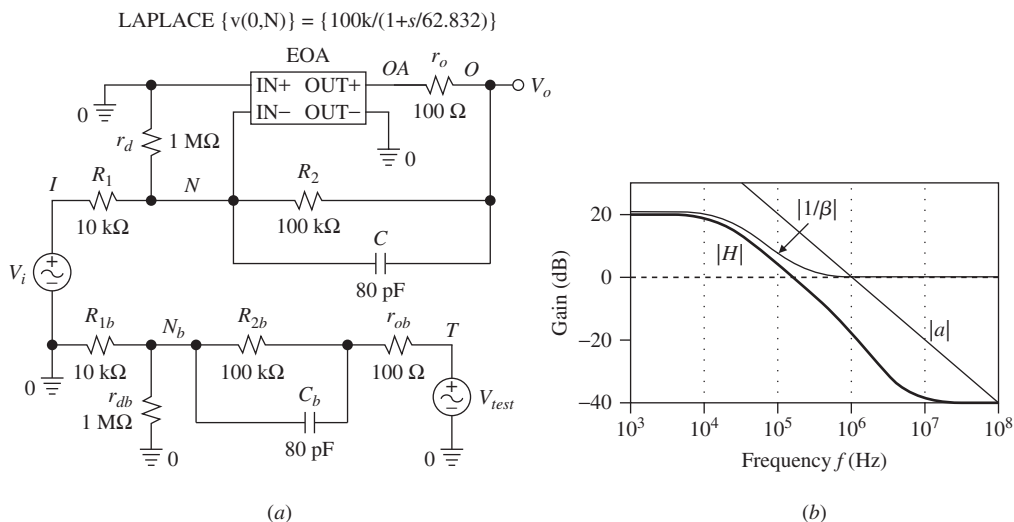 LAPLACE {v(0,N)} = {100k/(1+s/62.832)}
EOA
OA
r_o
O
IN+ OUT+
V_o
0
IN− OUT−
100 Ω
0
r_d
1 MΩ
I
R_1
N
R_2
10 kΩ
100 kΩ
C
V_i
80 pF
R_1b
N_b
R_2b
r_ob
T
0
10 kΩ
100 kΩ
100 Ω
r_db
C_b
V_test
1 MΩ
80 pF
0
0
(a)
Gain (dB)
20
0
−20
−40
|1/β|
|H|
|a|
10^3
10^4
10^5
10^6
10^7
10^8
Frequency f (Hz)
(b)